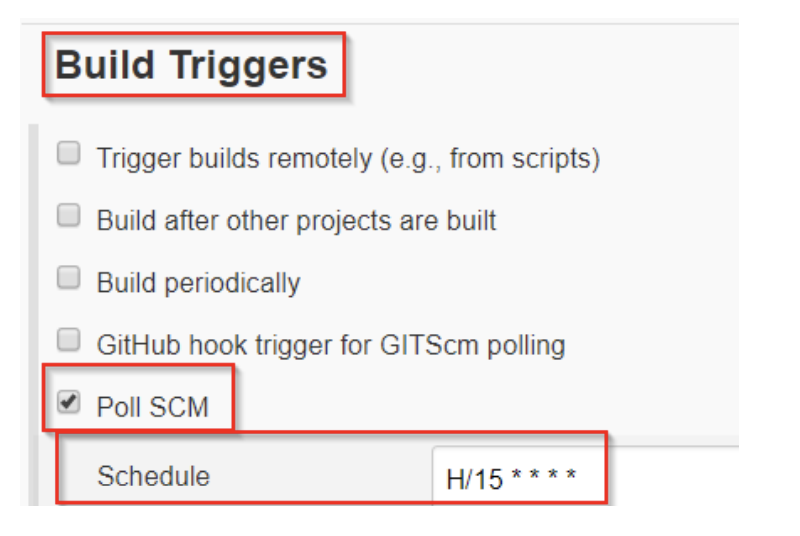 Build Triggers
Trigger builds remotely (e.g., from scripts)
Build after other projects are built
Build periodically
GitHub hook trigger for GITScm polling
Poll SCM
Schedule H/15 * * * *